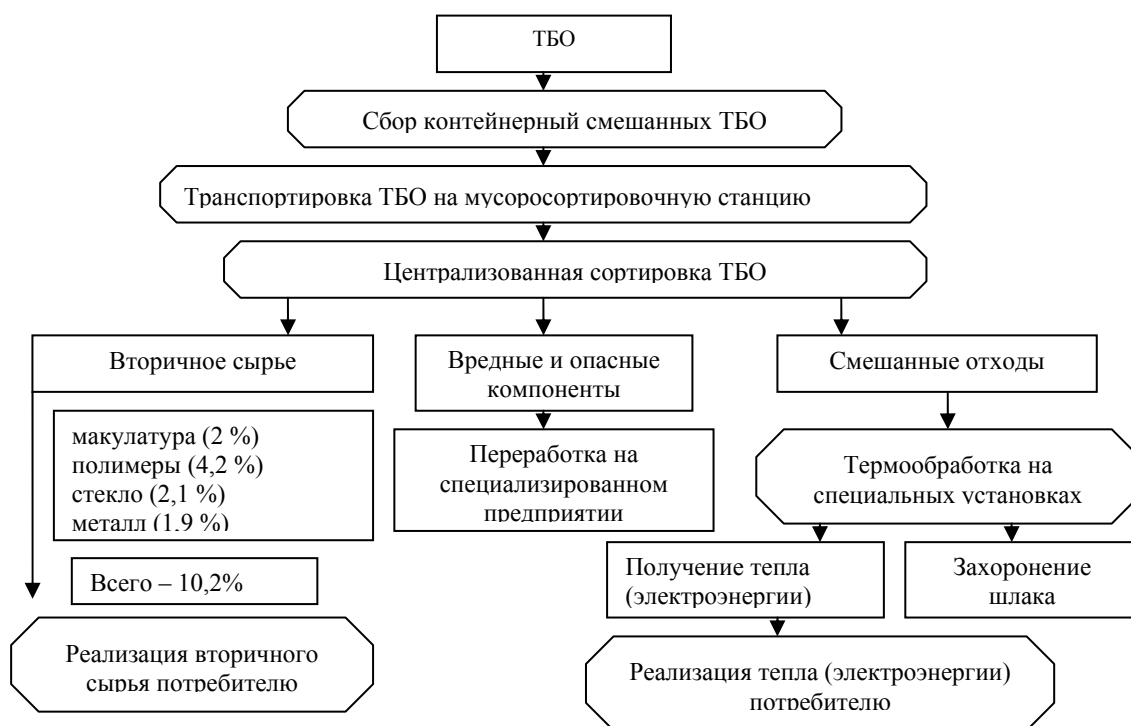 ТБО
Сбор контейнерный смешанных ТБО
Транспортировка ТБО на мусоросортировочную станцию
Централизованная сортировка ТБО
Вторичное сырье
Вредные и опасные
компоненты
Смешанные отходы
макулатура (2 %)
полимеры (4,2 %)
стекло (2,1 %)
металл (1,9 %)
Переработка на
специализированном
предприятии
Термообработка на
специальных установках
Всего – 10,2%
Получение тепла
(электроэнергии)
Захоронение
шлака
Реализация вторичного
сырья потребителю
Реализация тепла (электроэнергии)
потребителю